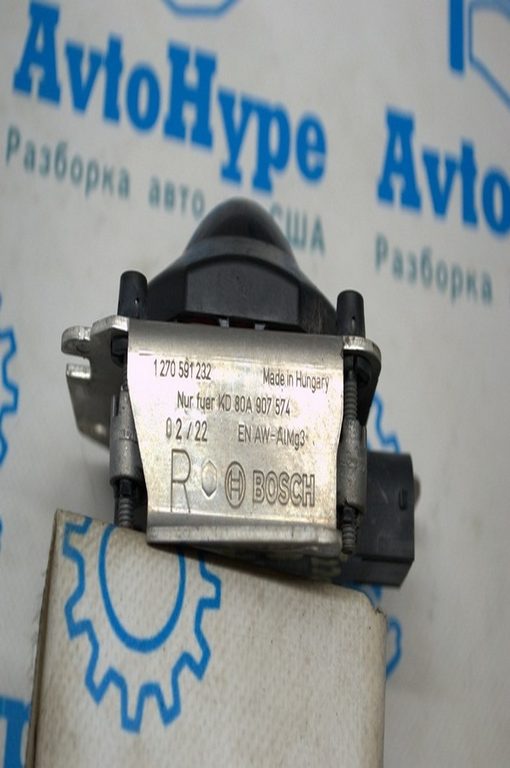 AvtoHype
Разборка авто США
Avto
Разборка
1 270 591 232 Made in Hungary
Nur fuer KD 80A 907 574
02/22 EN AW-AlMg3
R BOSCH